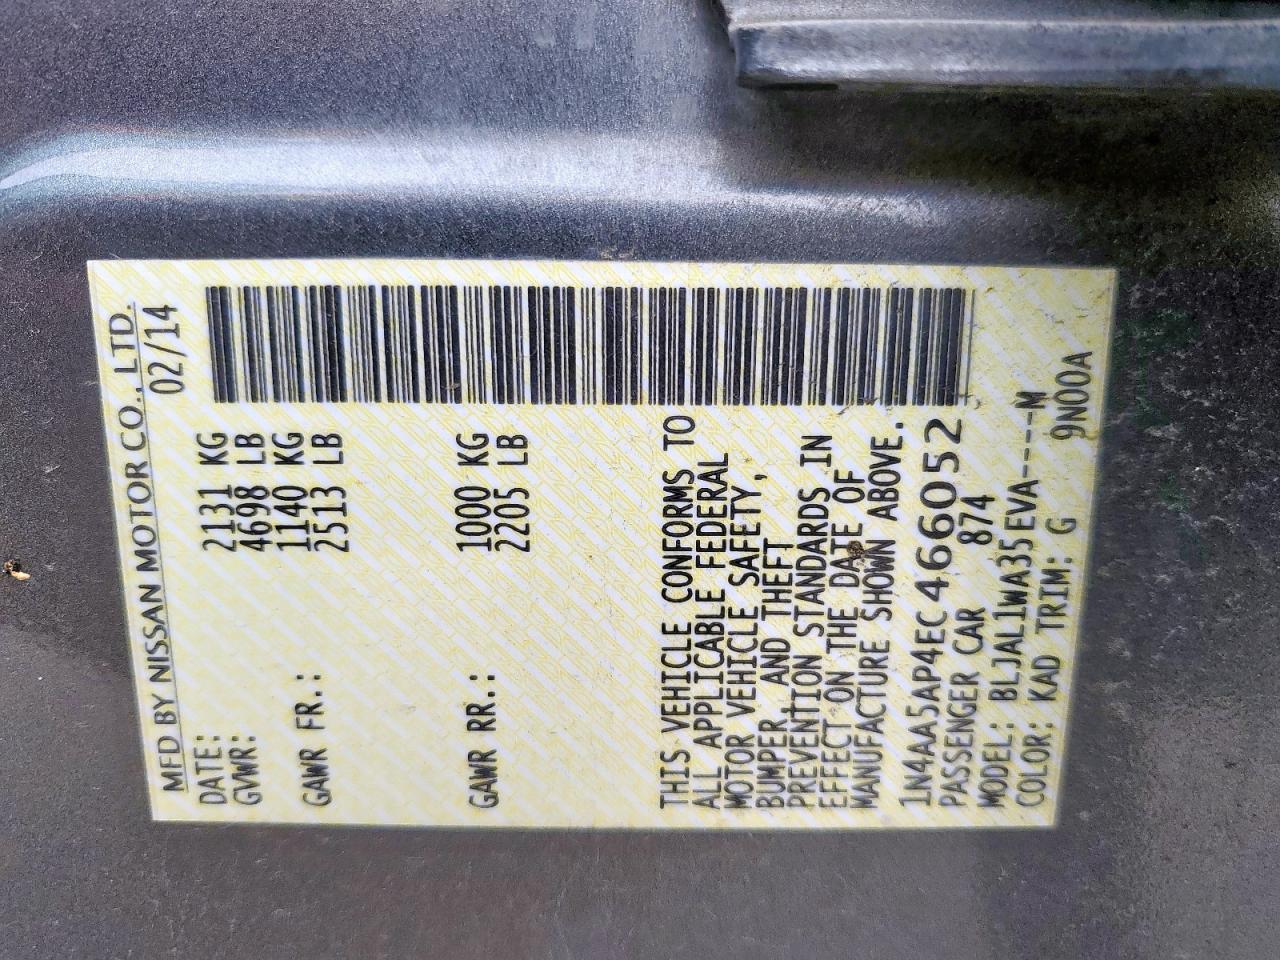 MFD BY NISSAN MOTOR CO., LTD.
DATE: 02/14
GVWR: 2131 KG
4698 LB
GAWR FR.: 1140 KG
2513 LB
GAWR RR.: 1000 KG
2205 LB
THIS VEHICLE CONFORMS TO
ALL APPLICABLE FEDERAL
MOTOR VEHICLE SAFETY,
BUMPER, AND THEFT
PREVENTION STANDARDS IN
EFFECT ON THE DATE OF
MANUFACTURE SHOWN ABOVE.
1N4AA5AP4EC466052
PASSENGER CAR 874
MODEL: BLJAL1WA35EVA----M
COLOR: KAD TRIM: G 9N00A